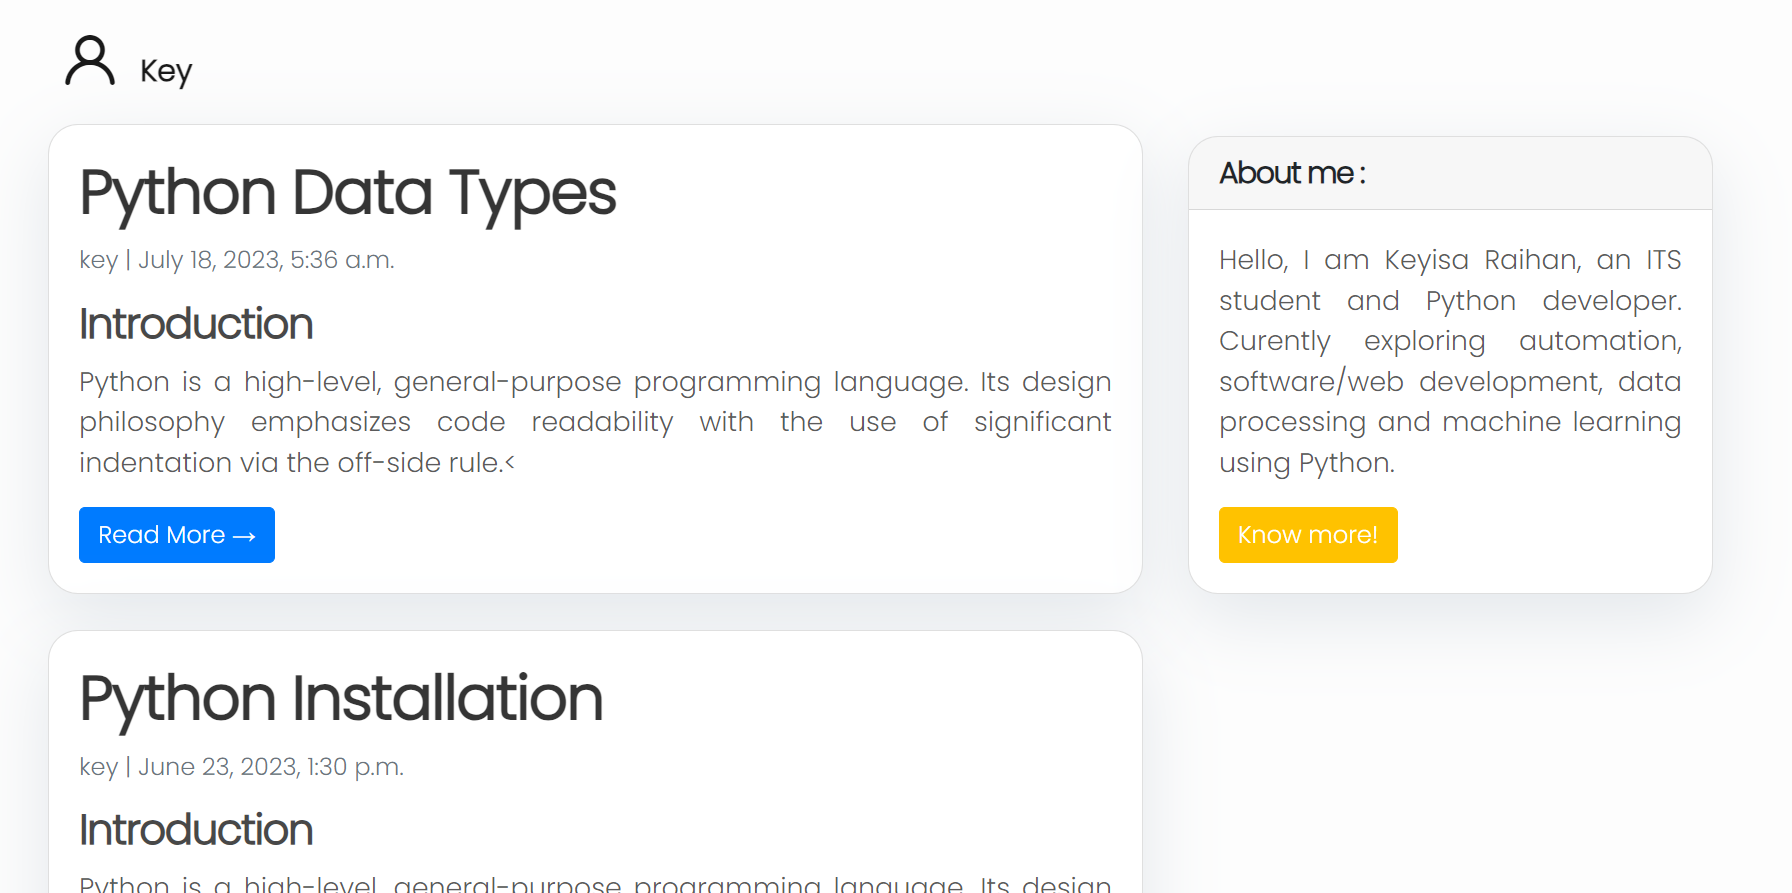 Key
Python Data Types
key | July 18, 2023, 5:36 a.m.
Introduction
Python is a high-level, general-purpose programming language. Its design
philosophy emphasizes code readability with the use of significant
indentation via the off-side rule.<
Read More →
Python Installation
key | June 23, 2023, 1:30 p.m.
Introduction
Python is a high-level, general-purpose programming language. Its design
About me :
Hello, I am Keyisa Raihan, an ITS
student and Python developer.
Curently exploring automation,
software/web development, data
processing and machine learning
using Python.
Know more!